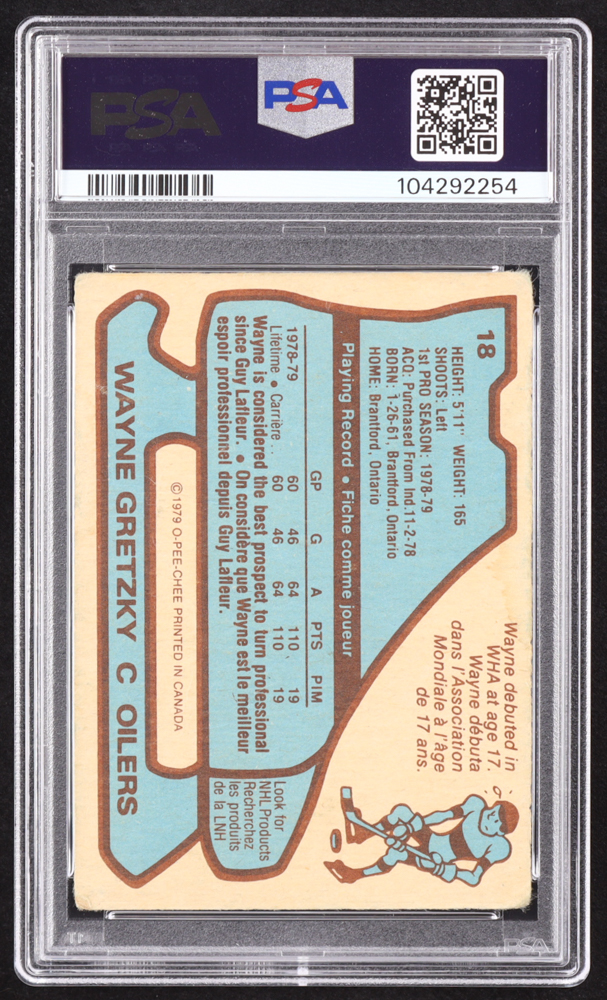 PSA
PSA
104292254
18
HEIGHT: 5'11" WEIGHT: 165
SHOOTS: Left
1st PRO SEASON: 1978-79
ACQ: Purchased From Ind. 11-2-78
BORN: 1-26-61, Brantford, Ontario
HOME: Brantford, Ontario
Playing Record • Fiche comme joueur
GP G A PTS PIM
1978-79 60 46 64 110 19
Lifetime • Carrière .. 60 46 64 110 19
Wayne is considered the best prospect to turn professional
since Guy Lafleur. • On considère que Wayne est le meilleur
espoir professionnel depuis Guy Lafleur.
Wayne debuted in
WHA at age 17.
Wayne débuta
dans l'Association
Mondiale à l'âge
de 17 ans.
Look for
NHL Products
Recherchez
les produits
de la LNH
© 1979 O-PEE-CHEE PRINTED IN CANADA
WAYNE GRETZKY C OILERS
PSA